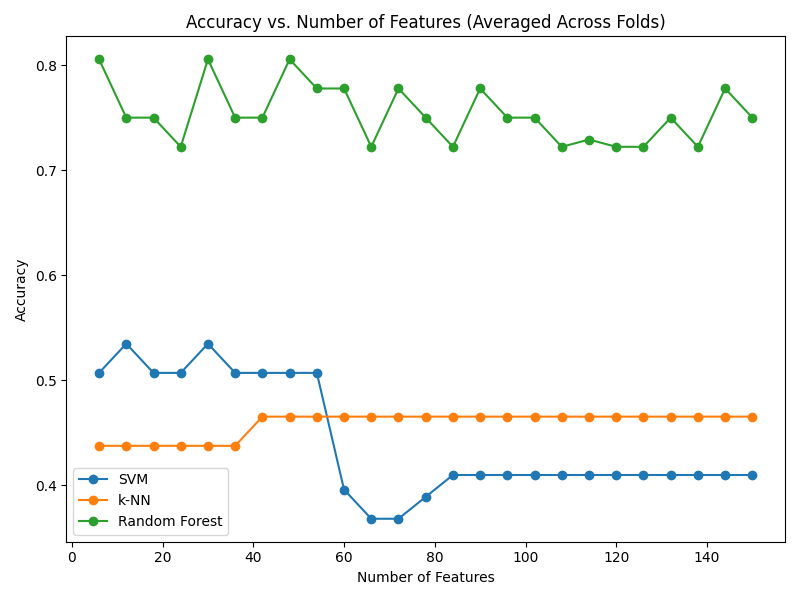 Accuracy vs. Number of Features (Averaged Across Folds)
0.8
0.7
0.6
0.5
0.4
Accuracy
SVM
k-NN
Random Forest
0 20 40 60 80 100 120 140
Number of Features